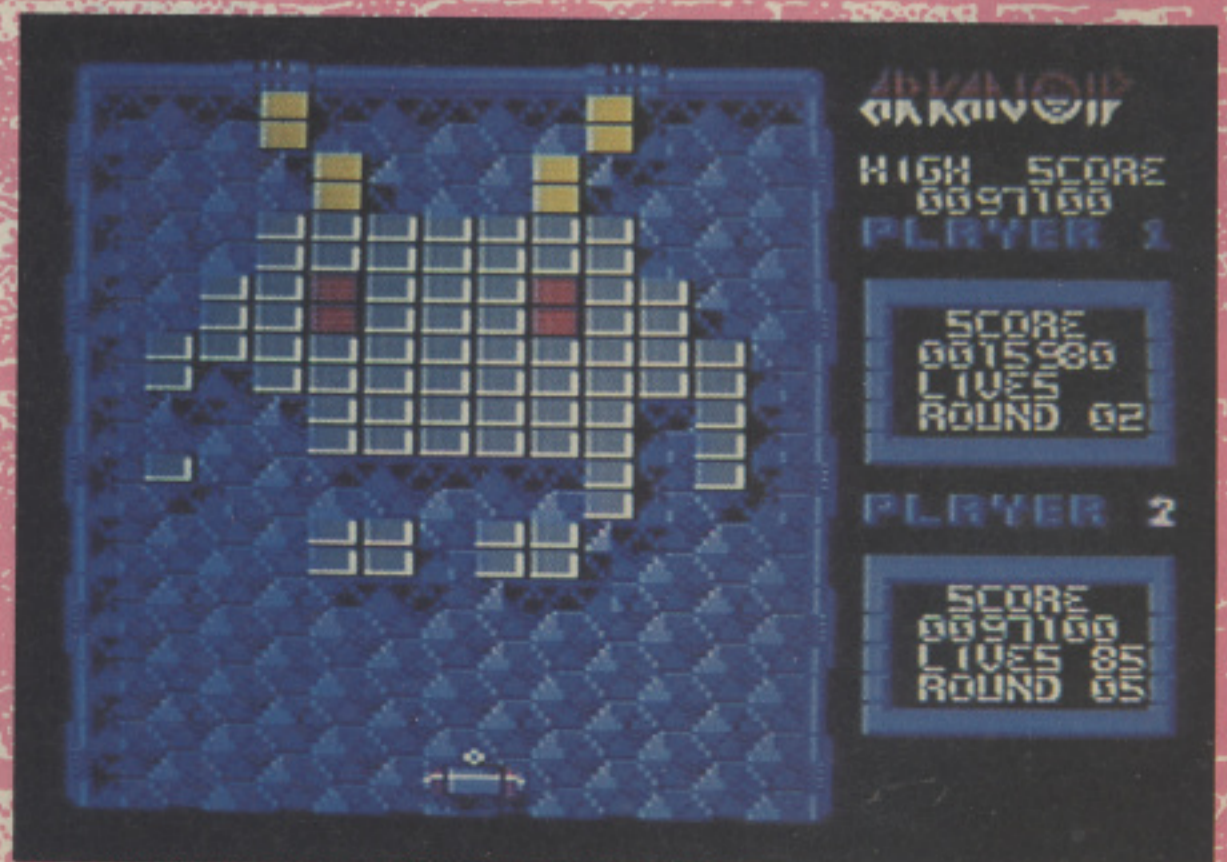 ARKANOID
HIGH SCORE
0097100
PLAYER 1
SCORE
0015980
LIVES
ROUND 02
PLAYER 2
SCORE
0097100
LIVES 85
ROUND 05